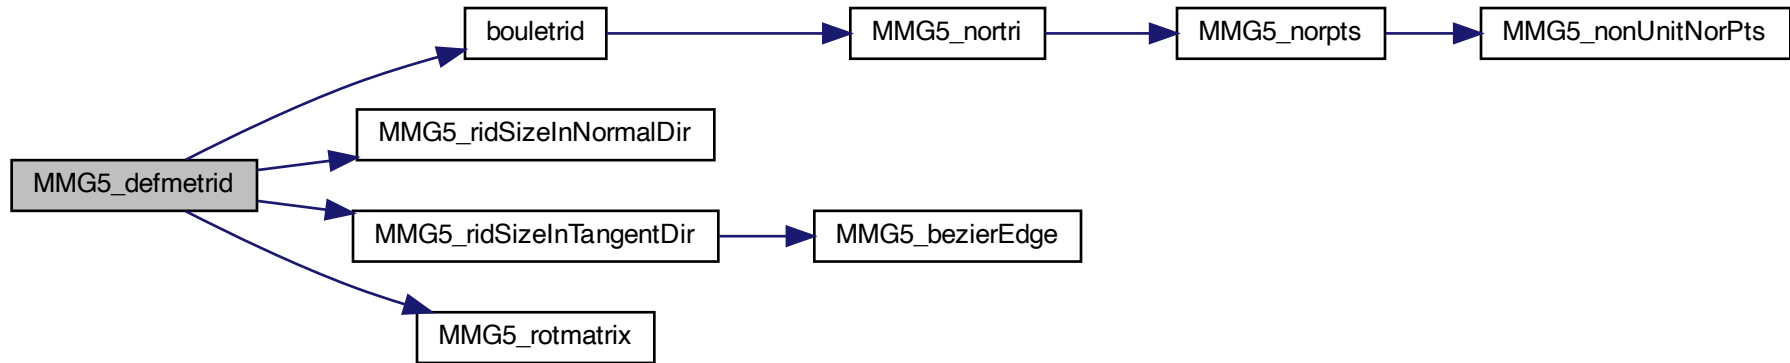 bouletrid
MMG5_nortri
MMG5_norpts
MMG5_nonUnitNorPts
MMG5_ridSizeInNormalDir
MMG5_defmetrid
MMG5_ridSizeInTangentDir
MMG5_bezierEdge
MMG5_rotmatrix